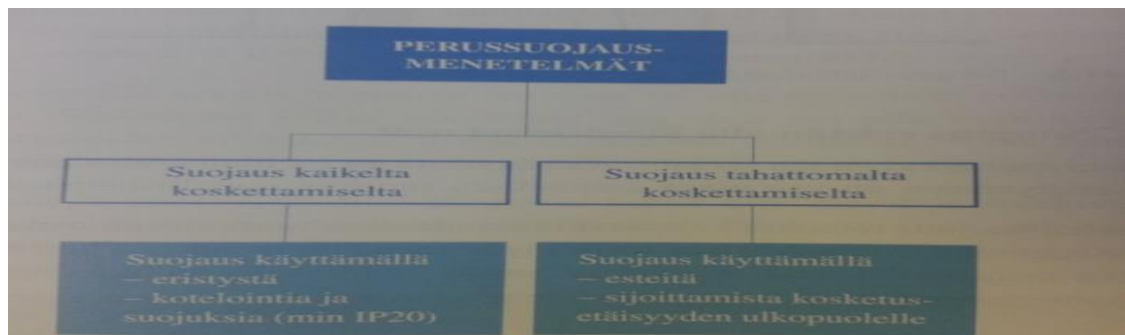 PERUSSUOJAUS-
MENETELMÄT
Suojaus kaikelta
koskettamiselta
Suojaus tahattomalta
koskettamiselta
Suojaus käyttämällä
– eristystä
– kotelointia ja
suojuksia (min IP20)
Suojaus käyttämällä
– esteitä
– sijoittamista kosketus-
etäisyyden ulkopuolelle